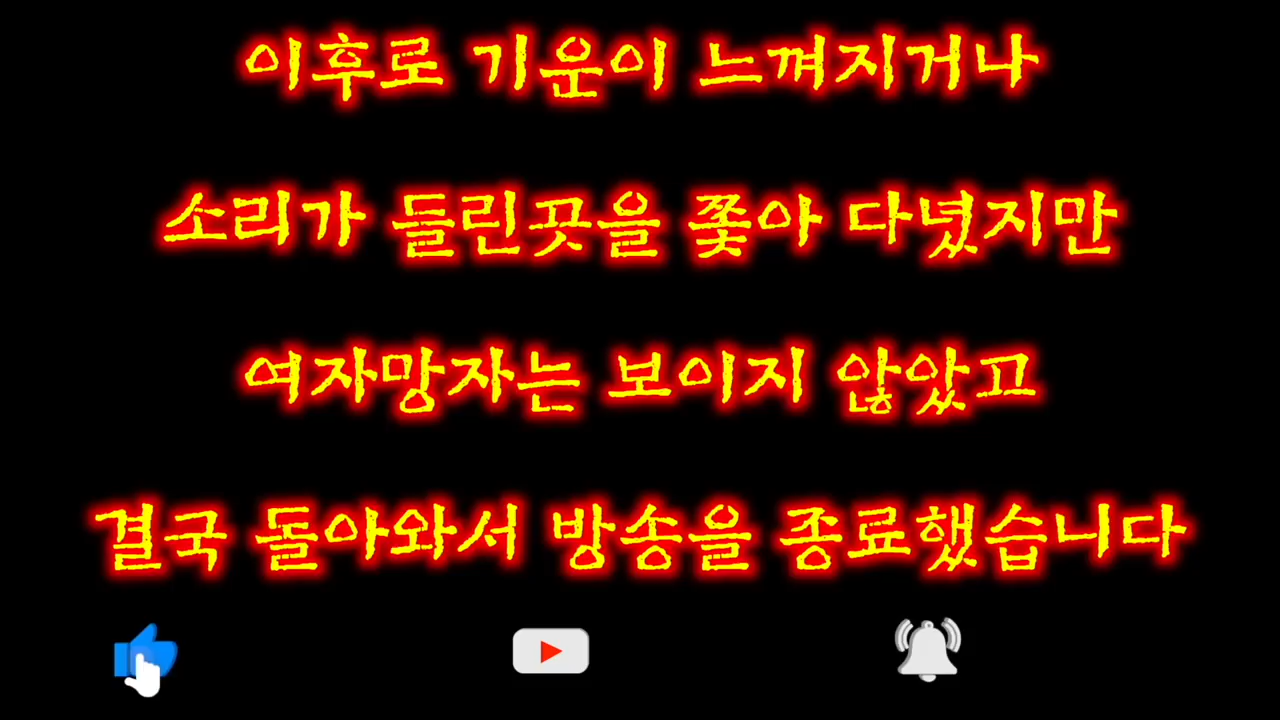 이후로 기운이 느껴지거나
소리가 들린곳을 쫓아 다녔지만
여자망자는 보이지 않았고
결국 돌아와서 방송을 종료했습니다